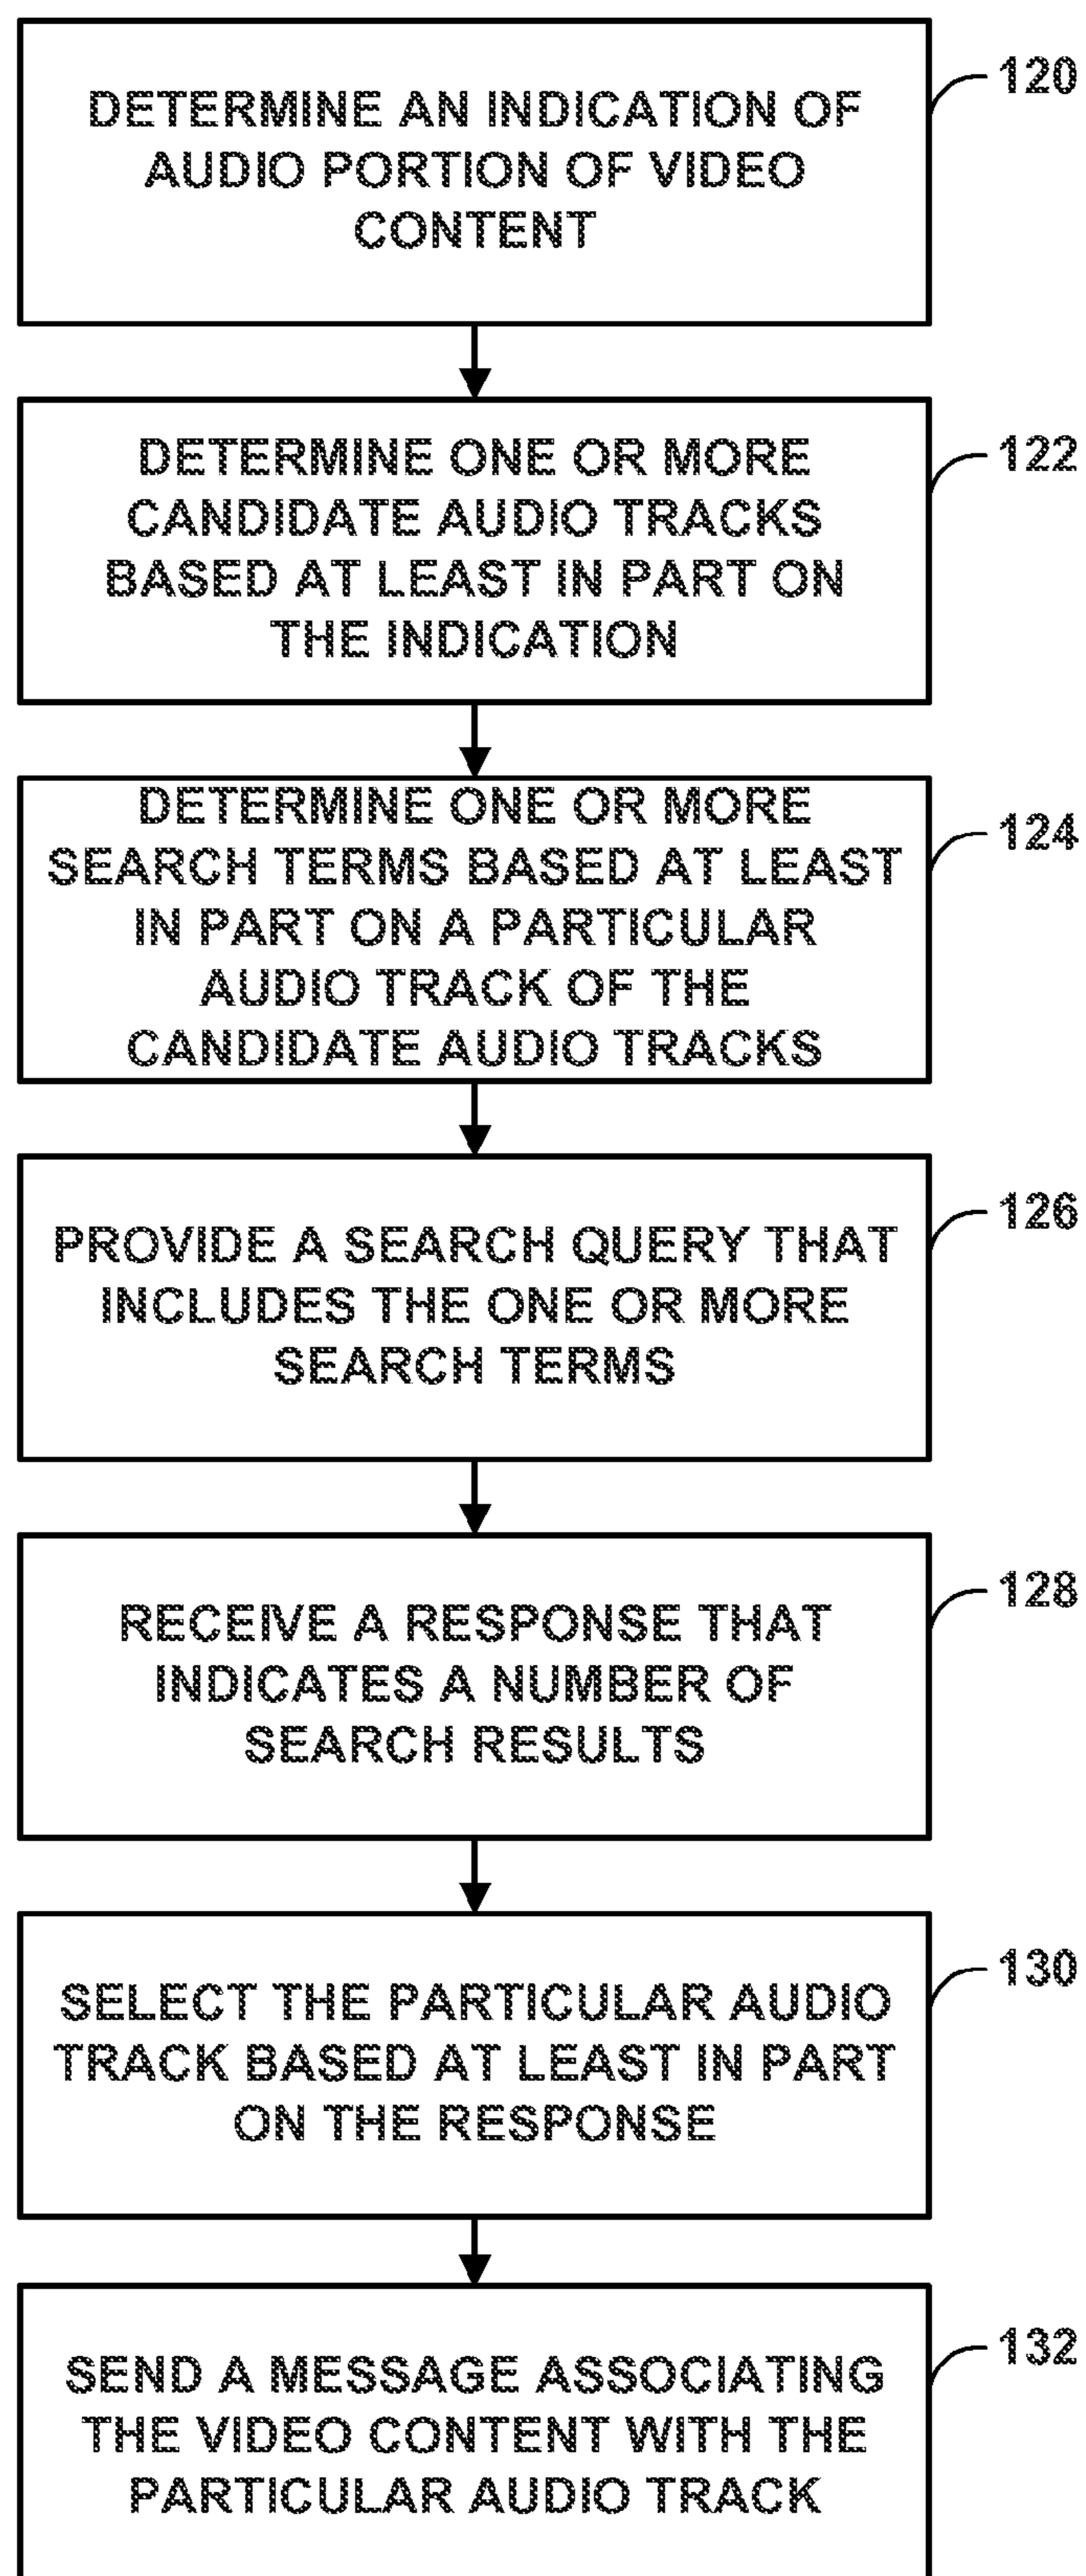 DETERMINE AN INDICATION OF
AUDIO PORTION OF VIDEO
CONTENT
120
DETERMINE ONE OR MORE
CANDIDATE AUDIO TRACKS
BASED AT LEAST IN PART ON
THE INDICATION
122
DETERMINE ONE OR MORE
SEARCH TERMS BASED AT LEAST
IN PART ON A PARTICULAR
AUDIO TRACK OF THE
CANDIDATE AUDIO TRACKS
124
PROVIDE A SEARCH QUERY THAT
INCLUDES THE ONE OR MORE
SEARCH TERMS
126
RECEIVE A RESPONSE THAT
INDICATES A NUMBER OF
SEARCH RESULTS
128
SELECT THE PARTICULAR AUDIO
TRACK BASED AT LEAST IN PART
ON THE RESPONSE
130
SEND A MESSAGE ASSOCIATING
THE VIDEO CONTENT WITH THE
PARTICULAR AUDIO TRACK
132